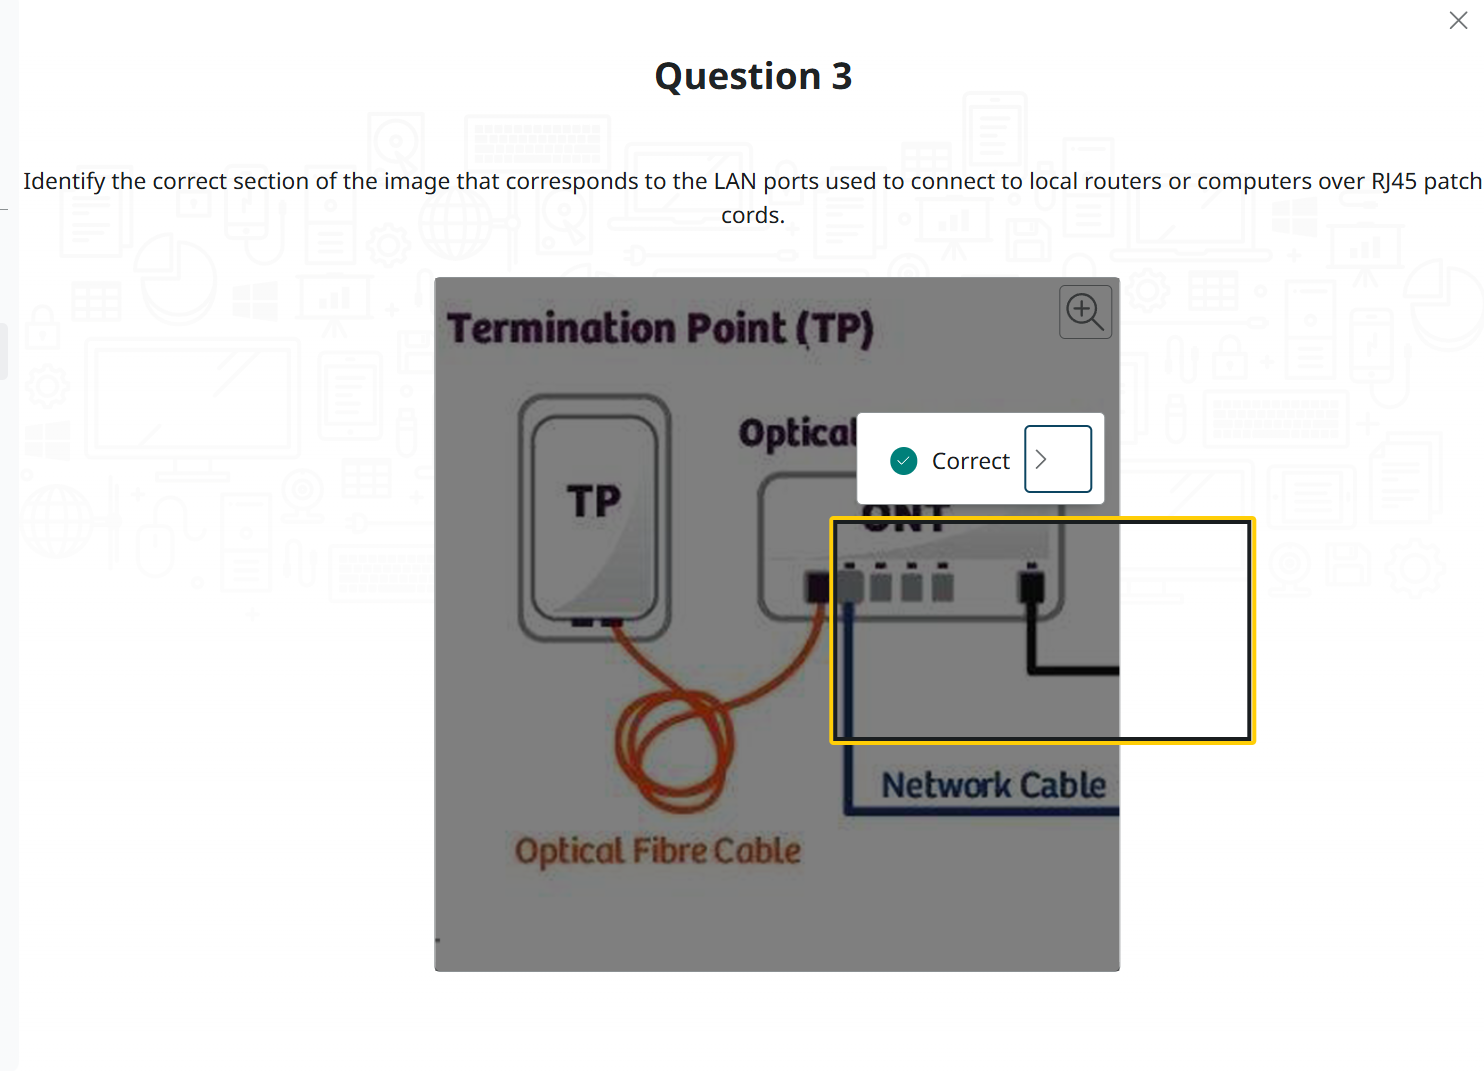 Question 3
Identify the correct section of the image that corresponds to the LAN ports used to connect to local routers or computers over RJ45 patch
cords.
Termination Point (TP)
Optical
Correct
TP
ONT
Network Cable
Optical Fibre Cable